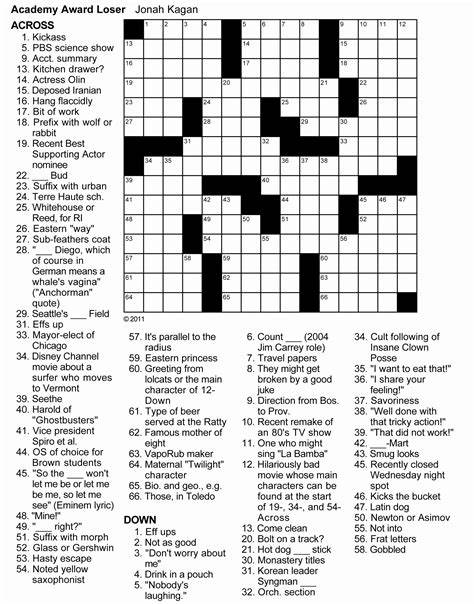 Academy Award Loser Jonah Kagan
ACROSS
1. Kickass
5. PBS science show
9. Acct. summary
13. Kitchen drawer?
14. Actress Olin
15. Deposed Iranian
16. Hang flaccidly
17. Bit of work
18. Prefix with wolf or
rabbit
19. Recent Best
Supporting Actor
nominee
22. ___ Bud
23. Suffix with urban
24. Terre Haute sch.
25. Whitehouse or
Reed, for RI
26. Eastern "way"
27. Sub-feathers coat
28. "___ Diego, which
of course in
German means a
whale's vagina"
("Anchorman"
quote)
29. Seattle's ___ Field
31. Effs up
33. Mayor-elect of
Chicago
34. Disney Channel
movie about a
surfer who moves
to Vermont
39. Seethe
40. Harold of
"Ghostbusters"
41. Vice president
Spiro et al.
44. OS of choice for
Brown students
45. "So the ___ won't
let me be or let me
be me, so let me
see" (Eminem lyric)
48. "Mine!"
49. "___ right?"
51. Suffix with morph
52. Glass or Gershwin
53. Hasty escape
54. Noted yellow
saxophonist
57. It's parallel to the
radius
59. Eastern princess
60. Greeting from
lolcats or the main
character of 12-
Down
61. Type of beer
served at the Ratty
62. Famous mother of
eight
63. VapoRub maker
64. Maternal "Twilight"
character
65. Bio. and geo., e.g.
66. Those, in Toledo
DOWN
1. Eff ups
2. Not as good
3. "Don't worry about
me"
4. Drink in a pouch
5. "Nobody's
laughing."
6. Count ___ (2004
Jim Carrey role)
7. Travel papers
8. They might get
broken by a good
juke
9. Direction from Bos.
to Prov.
10. Recent remake of
an 80's TV show
11. One who might
sing "La Bamba"
12. Hilariously bad
movie whose main
characters can be
found at the start
of 19-, 34-, and 54-
Across
13. Come clean
20. Bolt on a track?
21. Hot dog ___ stick
30. Monastery titles
31. Korean leader
Syngman ___
32. Orch. section
34. Cult following of
Insane Clown
Posse
35. "I want to eat that!"
36. "I share your
feeling!"
37. Savoriness
38. "Well done with
that tricky action!"
39. "That did not work!"
42. ___-Mart
43. Smug looks
45. Recently closed
Wednesday night
spot
46. Kicks the bucket
47. Latin dog
50. Newton or Asimov
55. Not into
56. Frat letters
58. Gobbled
©2011